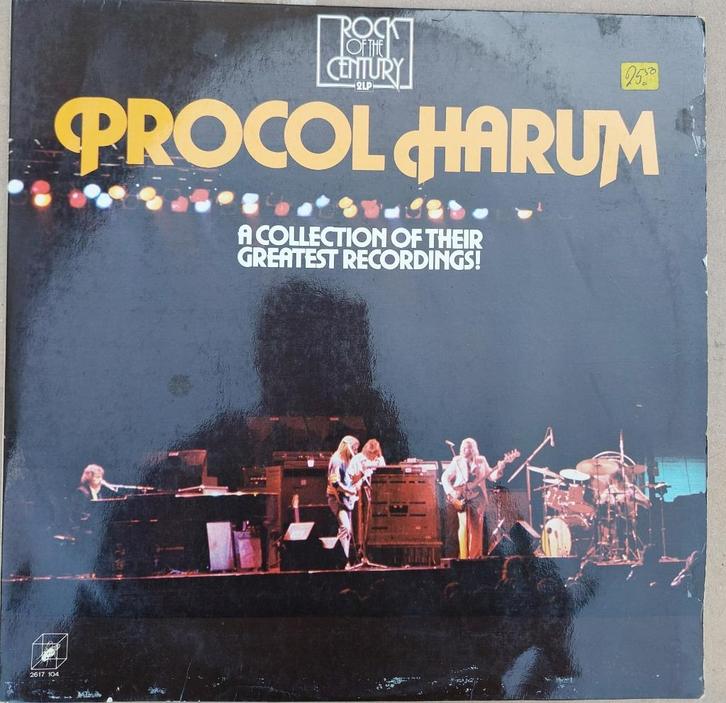 ROCK
OF THE
CENTURY
2LP
25.50
PROCOL HARUM
A COLLECTION OF THEIR
GREATEST RECORDINGS!
2617 104